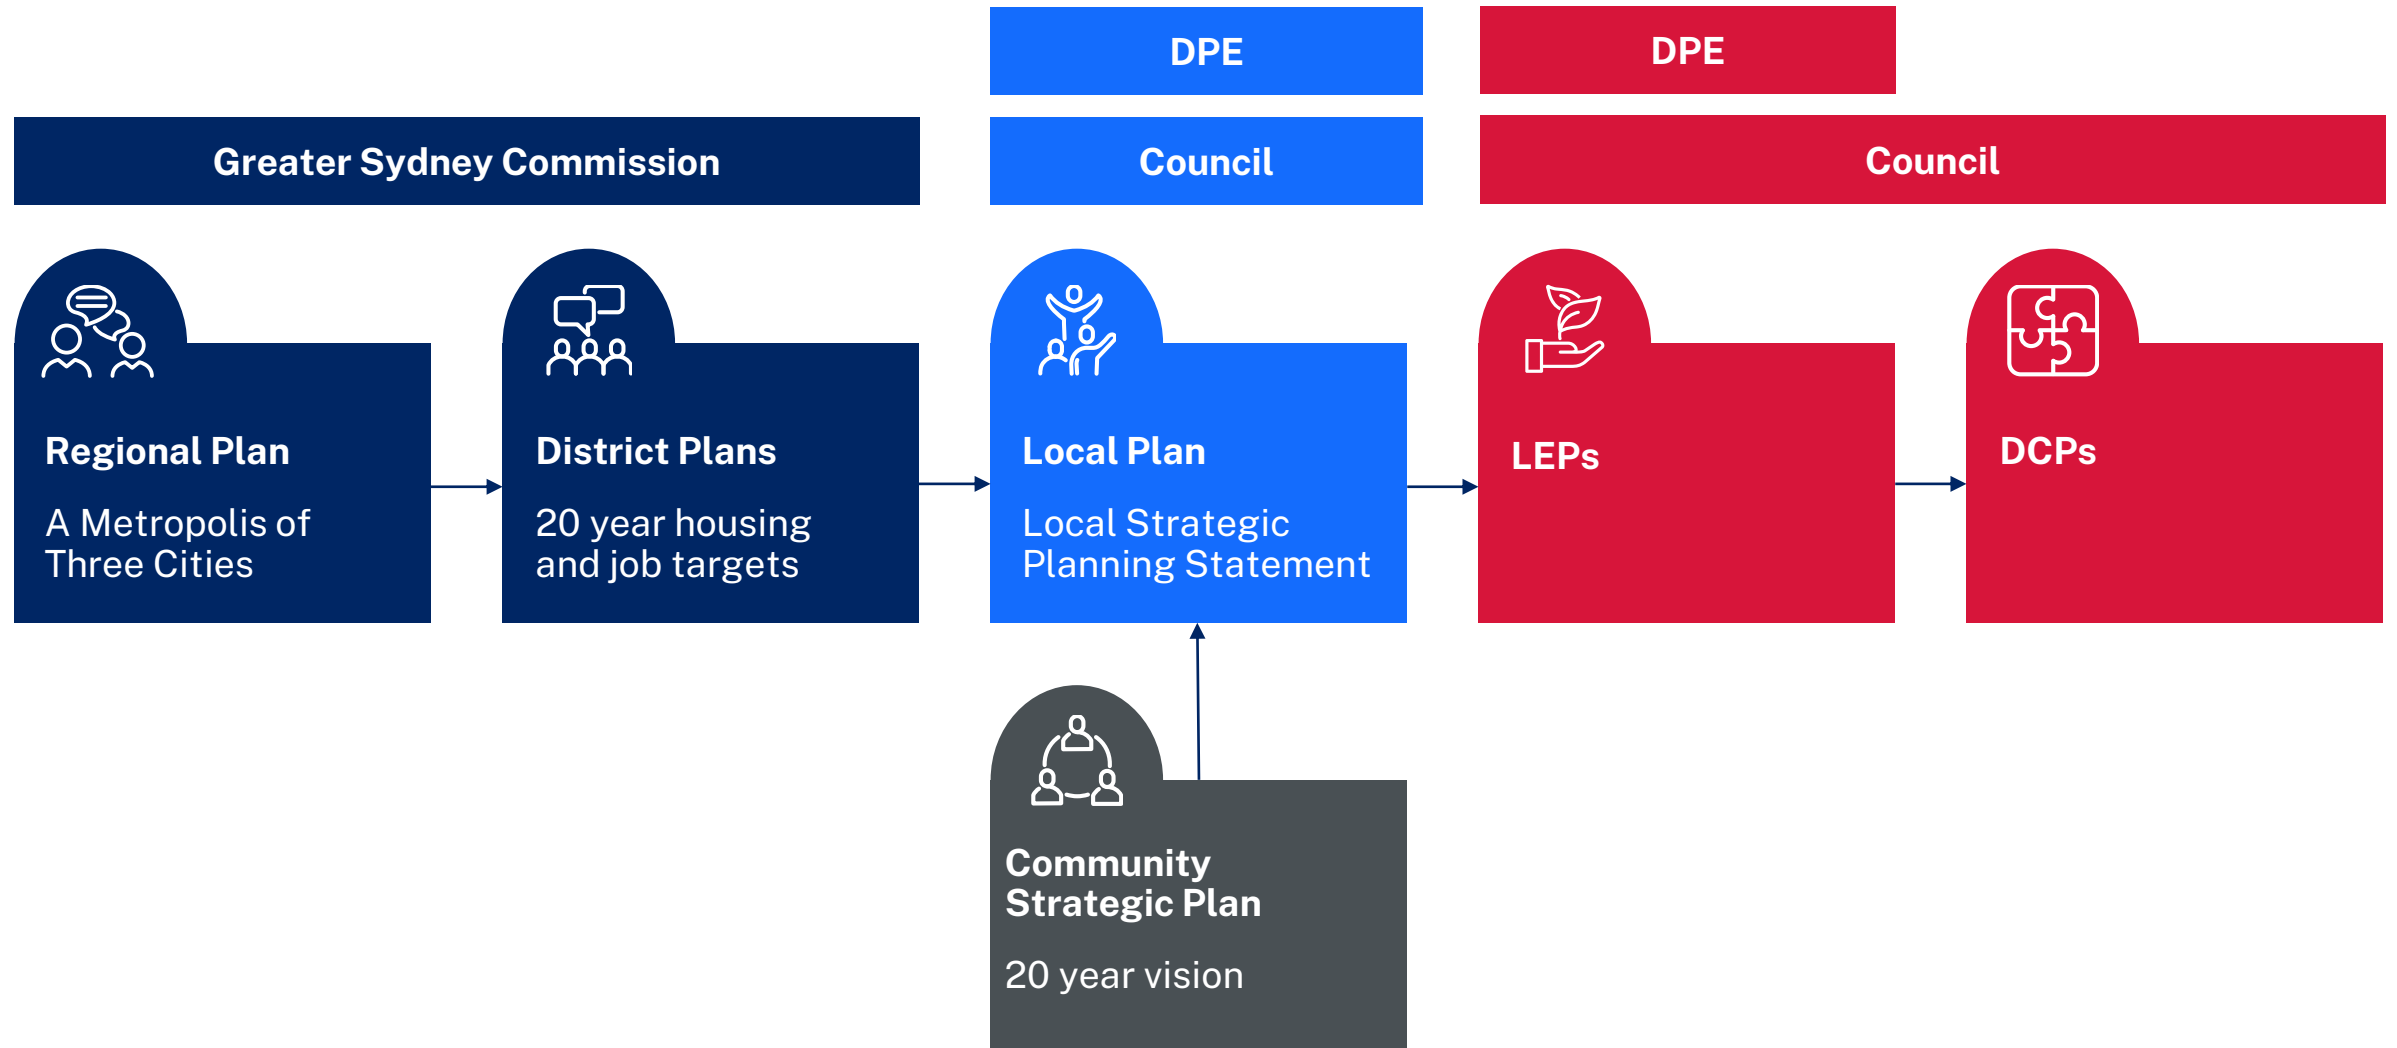 DPE
DPE
Greater Sydney Commission
Council
Council
Regional Plan
A Metropolis of
Three Cities
District Plans
20 year housing
and job targets
Local Plan
Local Strategic
Planning Statement
LEPs
DCPs
Community
Strategic Plan
20 year vision